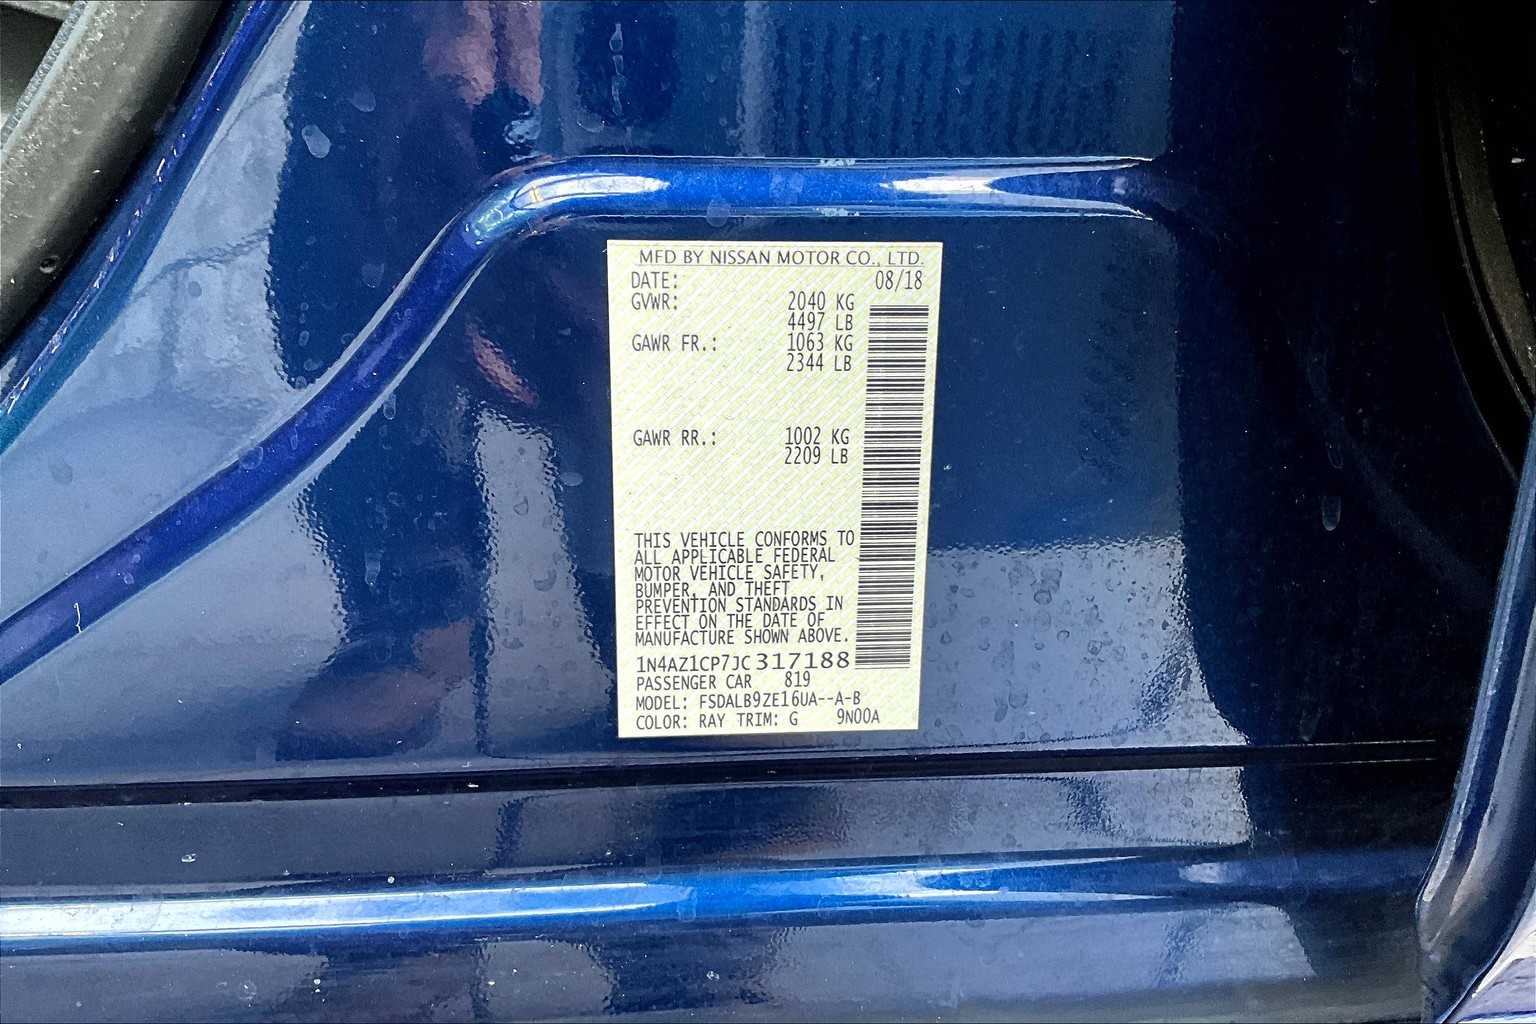 MFD BY NISSAN MOTOR CO., LTD.
DATE: 08/18
GVWR: 2040 KG
4497 LB
GAWR FR.: 1063 KG
2344 LB
GAWR RR.: 1002 KG
2209 LB
THIS VEHICLE CONFORMS TO
ALL APPLICABLE FEDERAL
MOTOR VEHICLE SAFETY,
BUMPER, AND THEFT
PREVENTION STANDARDS IN
EFFECT ON THE DATE OF
MANUFACTURE SHOWN ABOVE.
1N4AZ1CP7JC317188
PASSENGER CAR 819
MODEL: FSDALB9ZE16UA--A-B
COLOR: RAY TRIM: G 9N00A